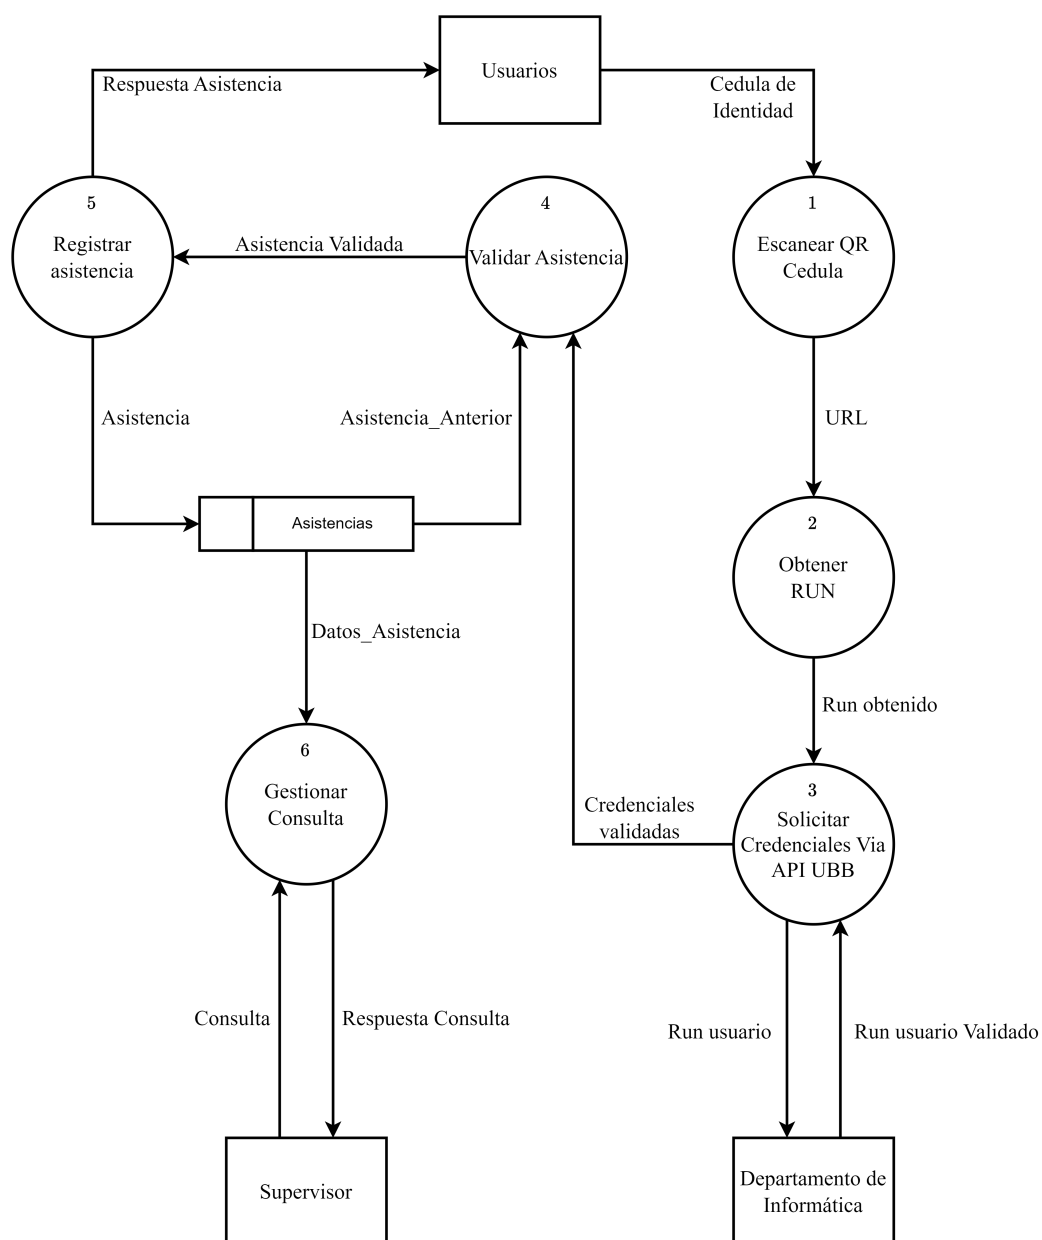 Usuarios
Respuesta Asistencia
Cedula de
Identidad
5
Registrar
asistencia
Asistencia Validada
4
Validar Asistencia
1
Escanear QR
Cedula
Asistencia
Asistencia_Anterior
URL
Asistencias
2
Obtener
RUN
Datos_Asistencia
Run obtenido
6
Gestionar
Consulta
Credenciales
validadas
3
Solicitar
Credenciales Via
API UBB
Consulta
Respuesta Consulta
Run usuario
Run usuario Validado
Supervisor
Departamento de
Informática